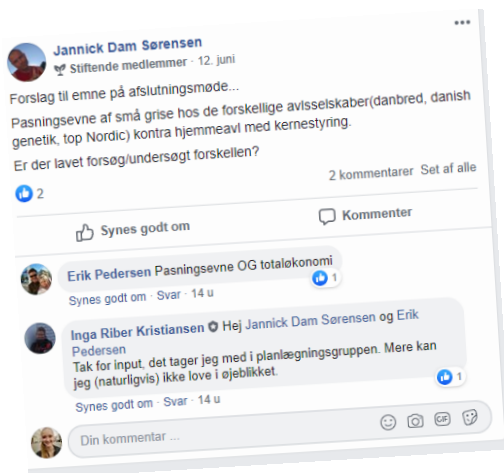 Jannick Dam Sørensen
Stiftende medlemmer · 12. juni
Forslag til emne på afslutningsmøde...
Pasningsevne af små grise hos de forskellige avlsselskaber(danbred, danish
genetik, top Nordic) kontra hjemmeavl med kernestyring.
Er der lavet forsøg/undersøgt forskellen?
2
2 kommentarer Set af alle
Synes godt om
Kommenter
Erik Pedersen Pasningsevne OG totaløkonomi
1
Synes godt om · Svar · 14 u
Inga Riber Kristiansen Hej Jannick Dam Sørensen og Erik
Pedersen
Tak for input, det tager jeg med i planlægningsgruppen. Mere kan
jeg (naturligvis) ikke love i øjeblikket.
1
Synes godt om · Svar · 14 u
Din kommentar ...
GIF